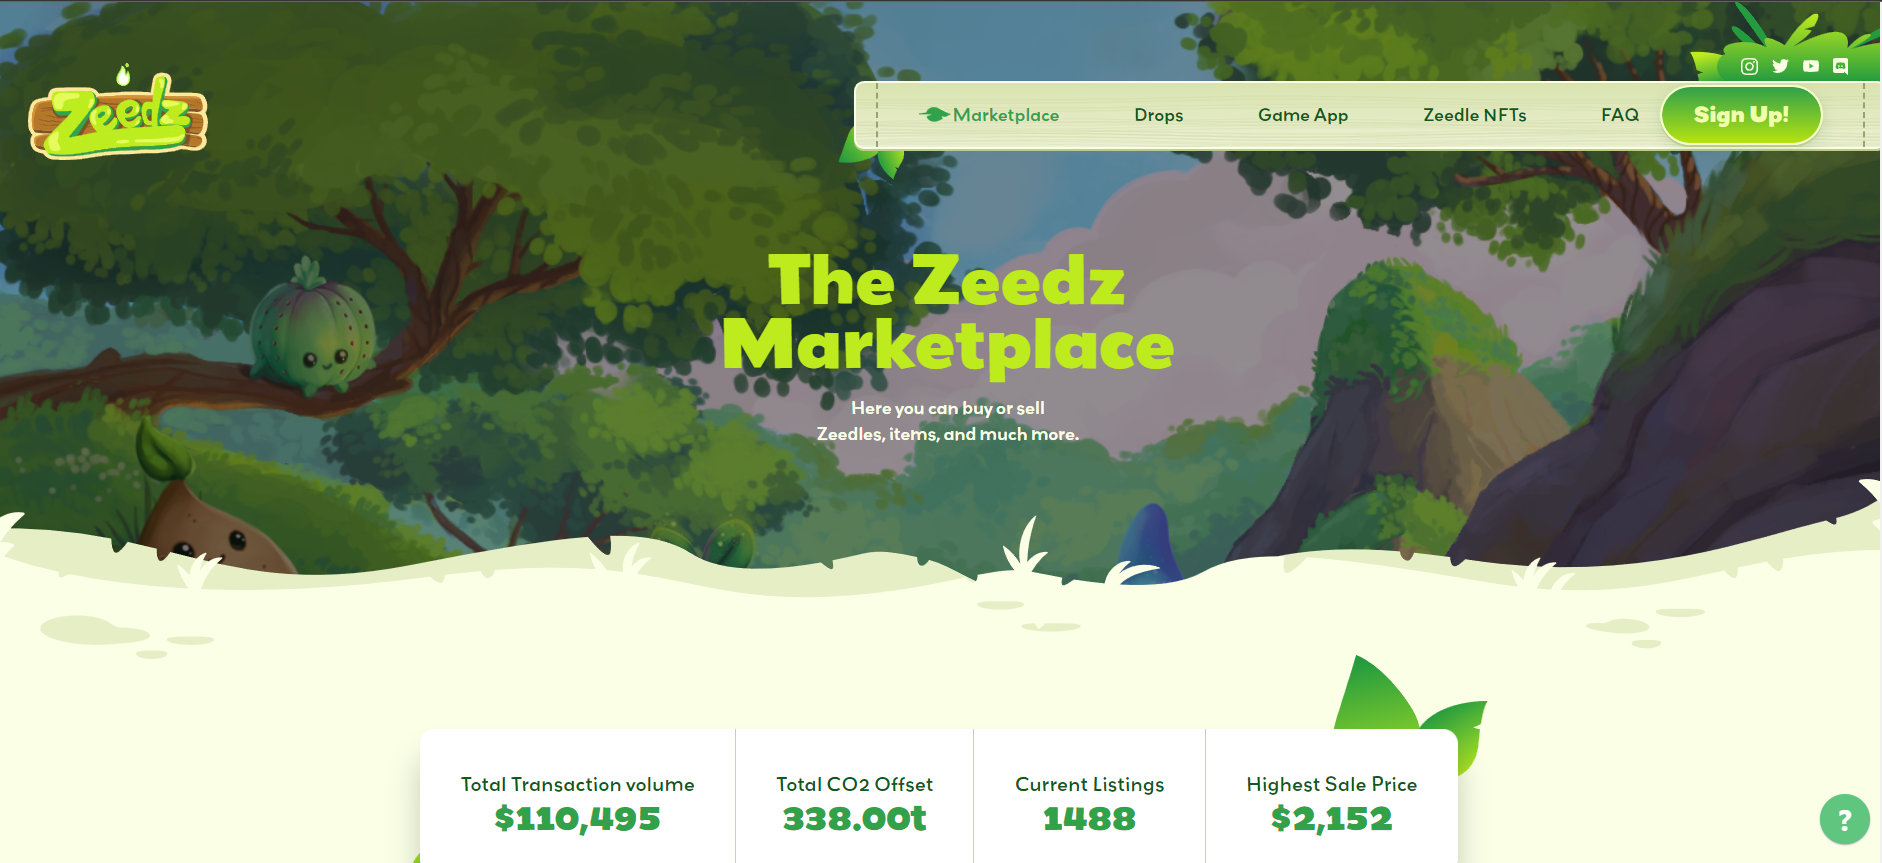 Zeedz
Marketplace
Drops
Game App
Zeedle NFTs
FAQ
Sign Up!
The Zeedz
Marketplace
Here you can buy or sell
Zeedles, items, and much more.
Total Transaction volume
$110,495
Total CO2 Offset
338.00t
Current Listings
1488
Highest Sale Price
$2,152
?